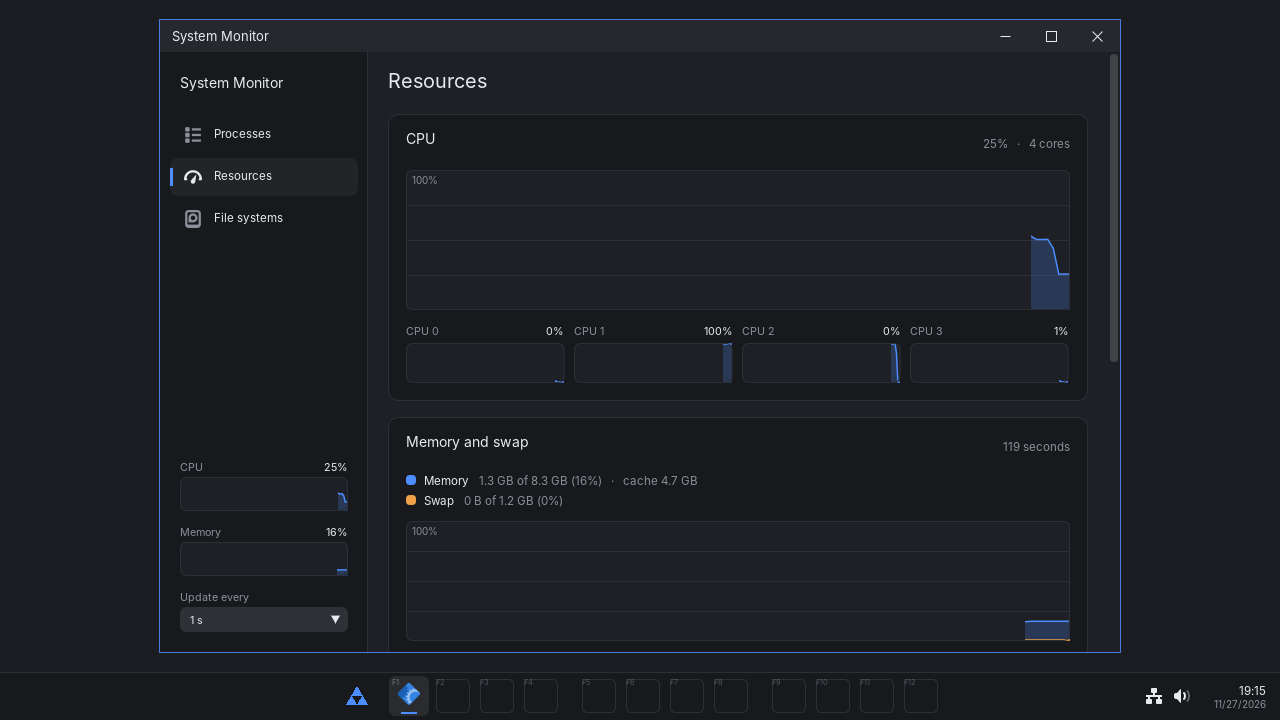 System Monitor
System Monitor
Processes
Resources
File systems
CPU 25%
Memory 16%
Update every
1 s
Resources
CPU
25% · 4 cores
100%
CPU 0 0%
CPU 1 100%
CPU 2 0%
CPU 3 1%
Memory and swap
119 seconds
Memory 1.3 GB of 8.3 GB (16%) · cache 4.7 GB
Swap 0 B of 1.2 GB (0%)
100%
F1 F2 F3 F4 F5 F6 F7 F8 F9 F10 F11 F12
19:15
11/27/2026